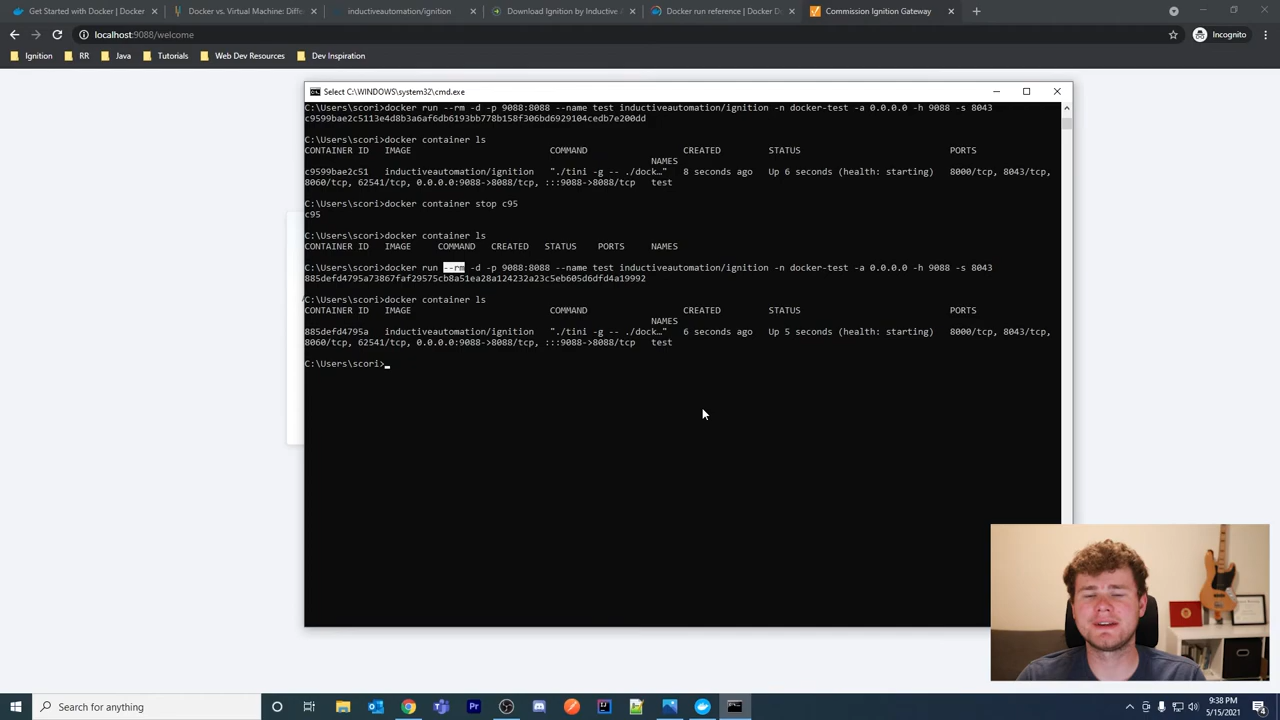 Get Started with Docker | Docker
Docker vs. Virtual Machine: Diffe
inductiveautomation/ignition
Download Ignition by Inductive
Docker run reference | Docker D
Commission Ignition Gateway
localhost:9088/welcome
Incognito
Ignition
RR
Java
Tutorials
Web Dev Resources
Dev Inspiration
Select C:\WINDOWS\system32\cmd.exe
C:\Users\scori>docker run --rm -d -p 9088:8088 --name test inductiveautomation/ignition -n docker-test -a 0.0.0.0 -h 9088 -s 8043
c9599bae2c5113e4d8b3a6af6db6193bb778b158f306bd6929104cedb7e200dd
C:\Users\scori>docker container ls
CONTAINER ID IMAGE COMMAND CREATED STATUS PORTS
NAMES
c9599bae2c51 inductiveautomation/ignition "./tini -g -- ./dock…" 8 seconds ago Up 6 seconds (health: starting) 8000/tcp, 8043/tcp,
8060/tcp, 62541/tcp, 0.0.0.0:9088->8088/tcp, :::9088->8088/tcp test
C:\Users\scori>docker container stop c95
c95
C:\Users\scori>docker container ls
CONTAINER ID IMAGE COMMAND CREATED STATUS PORTS NAMES
C:\Users\scori>docker run --rm -d -p 9088:8088 --name test inductiveautomation/ignition -n docker-test -a 0.0.0.0 -h 9088 -s 8043
885defd4795a73867faf29575cb8a51ea28a124232a23c5eb605d6dfd4a19992
C:\Users\scori>docker container ls
CONTAINER ID IMAGE COMMAND CREATED STATUS PORTS
NAMES
885defd4795a inductiveautomation/ignition "./tini -g -- ./dock…" 6 seconds ago Up 5 seconds (health: starting) 8000/tcp, 8043/tcp,
8060/tcp, 62541/tcp, 0.0.0.0:9088->8088/tcp, :::9088->8088/tcp test
C:\Users\scori>
Search for anything
9:38 PM
5/15/2021